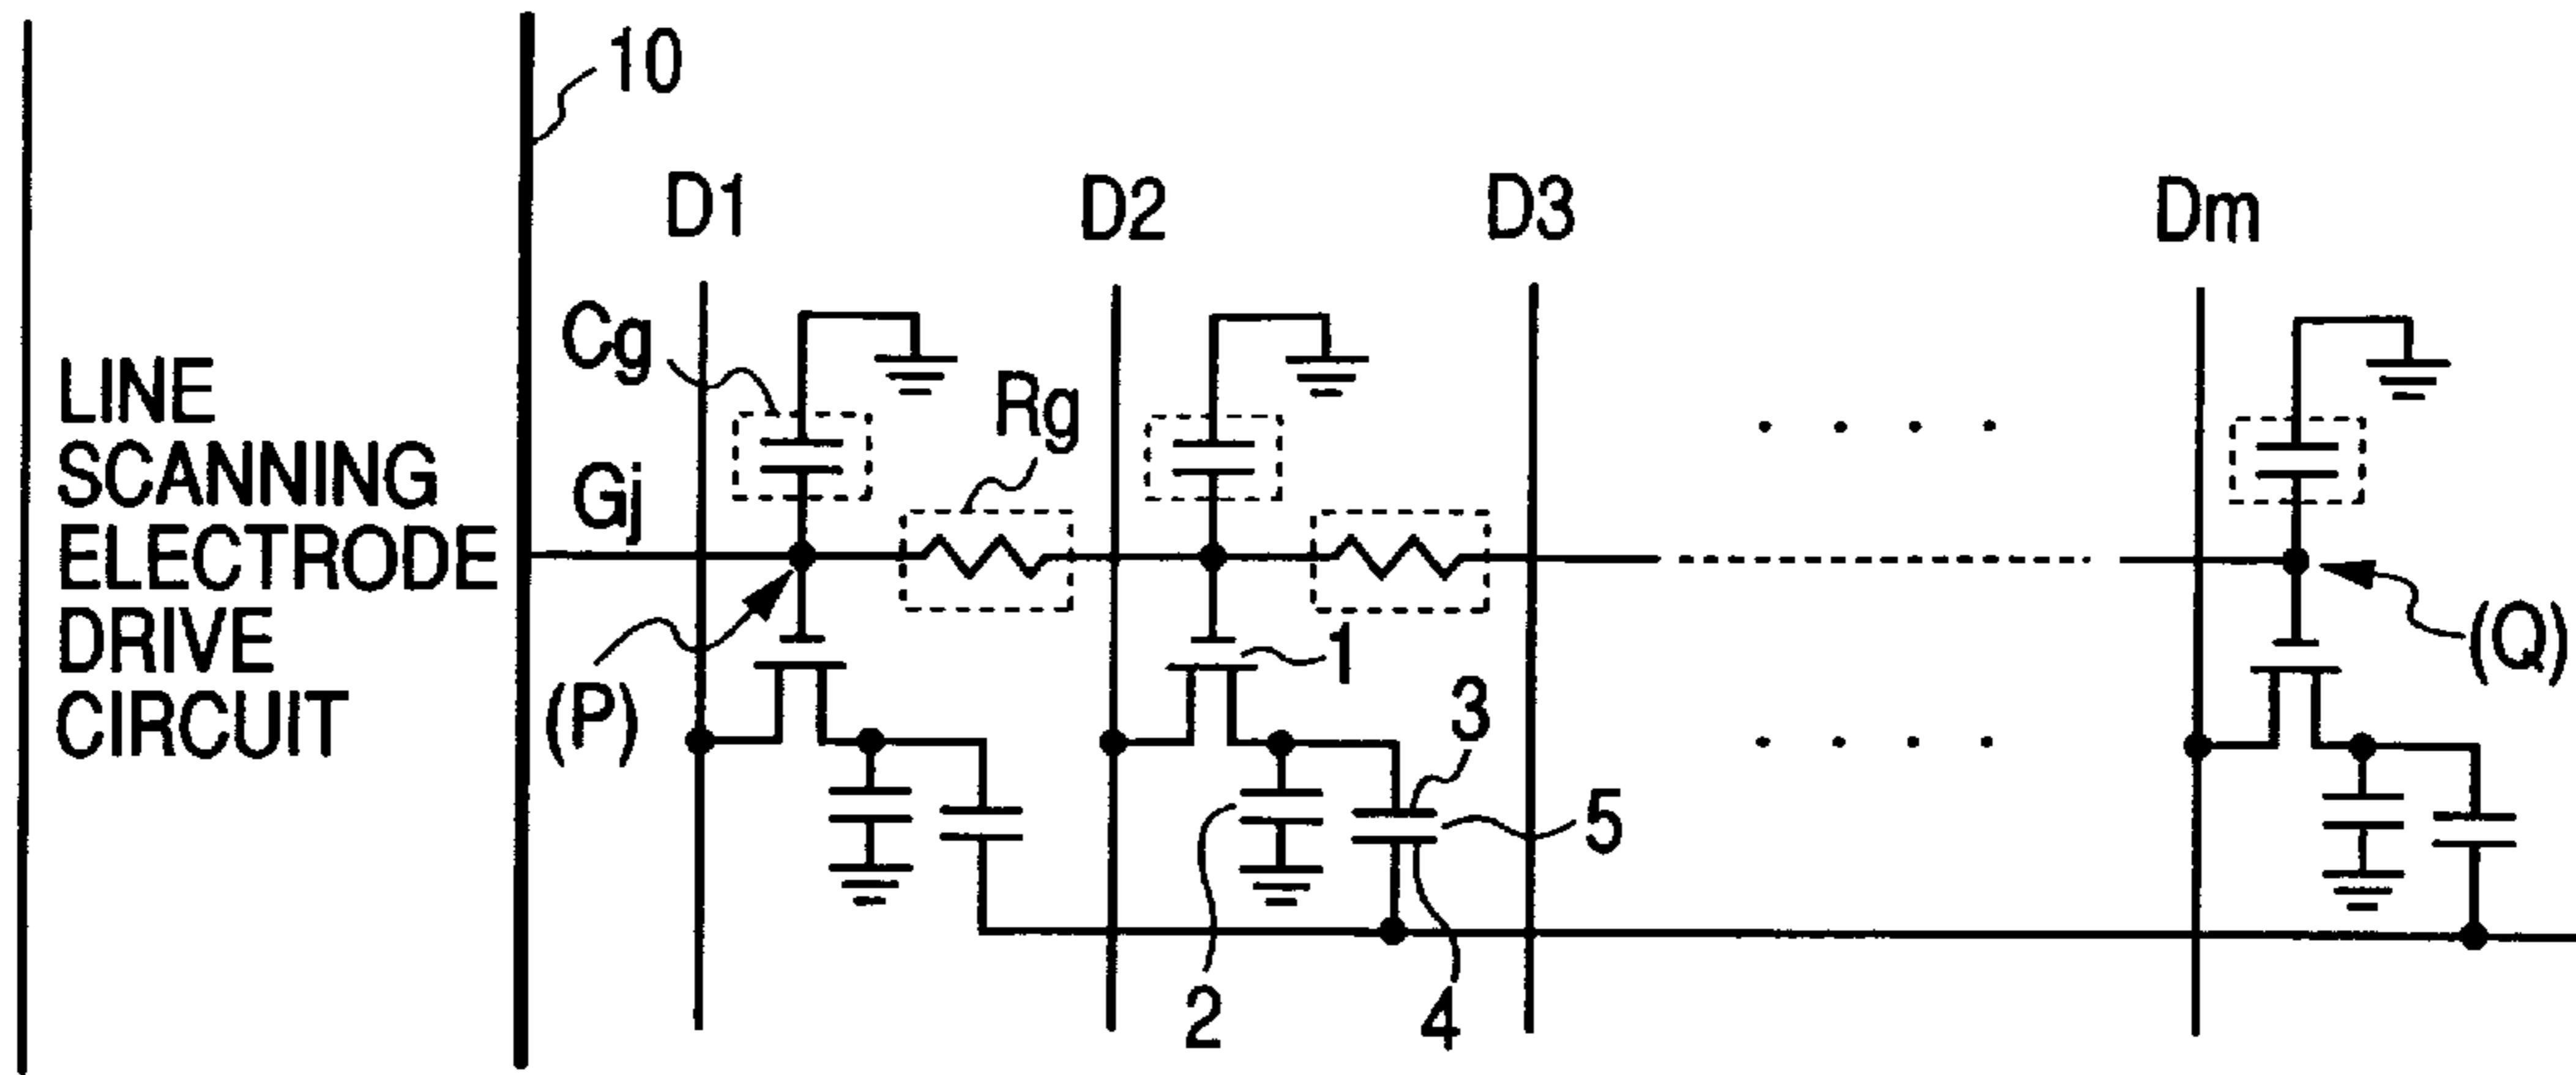 10
D1
D2
D3
Dm
Cg
Rg
Gj
LINE
SCANNING
ELECTRODE
DRIVE
CIRCUIT
(P)
1
(Q)
3
5
2
4